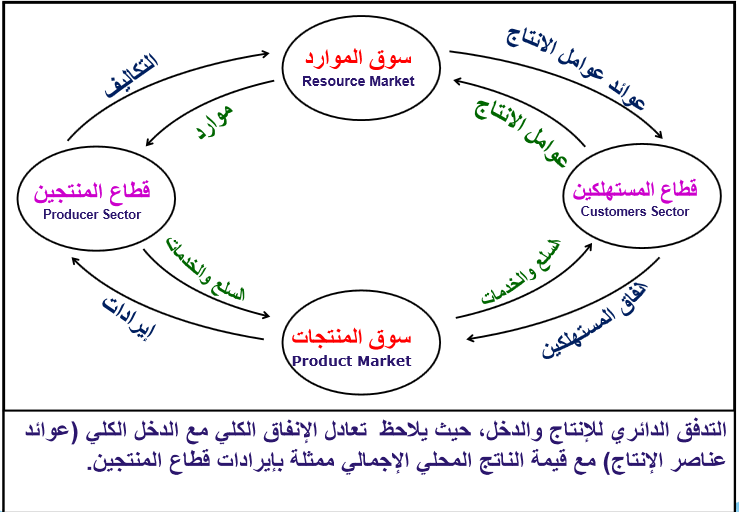 سوق الموارد
Resource Market
التكاليف
عوائد عوامل الانتاج
موارد
عوامل الانتاج
قطاع المنتجين
Producer Sector
قطاع المستهلكين
Customers Sector
السلع والخدمات
السلع والخدمات
إيرادات
انفاق المستهلكين
سوق المنتجات
Product Market
التدفق الدائري للإنتاج والدخل، حيث يلاحظ تعادل الإنفاق الكلي مع الدخل الكلي (عوائد
عناصر الإنتاج) مع قيمة الناتج المحلي الإجمالي ممثلة بإيرادات قطاع المنتجين.